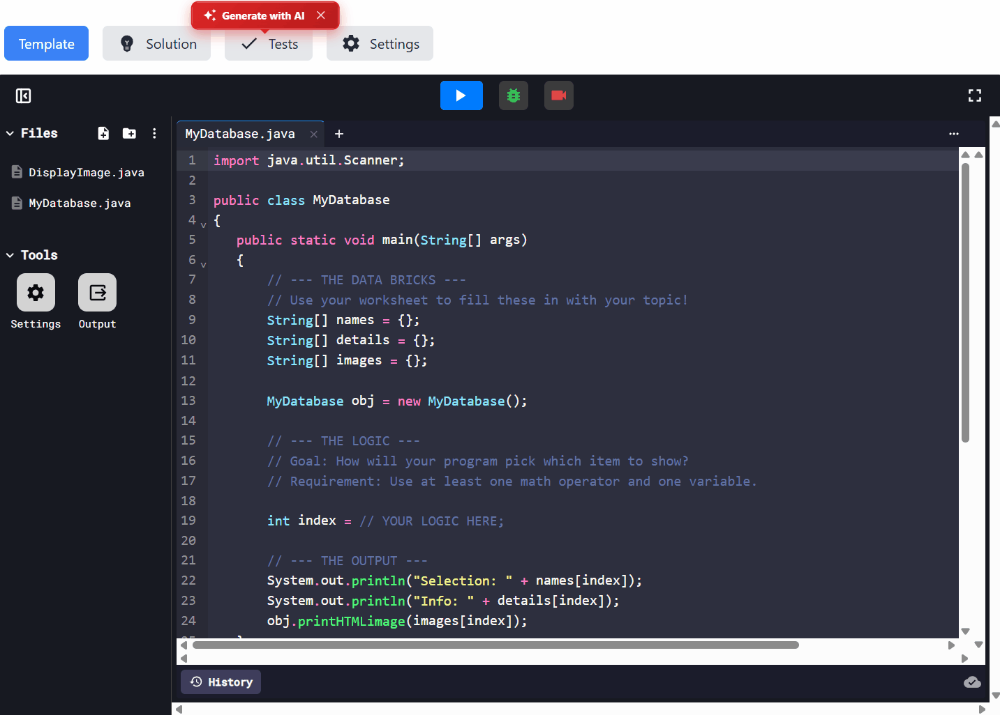 Generate with AI
Template
Solution
Tests
Settings
Files
MyDatabase.java
DisplayImage.java
MyDatabase.java
Tools
Settings
Output
1 import java.util.Scanner;
2
3 public class MyDatabase
4 {
5 public static void main(String[] args)
6 {
7 // --- THE DATA BRICKS ---
8 // Use your worksheet to fill these in with your topic!
9 String[] names = {};
10 String[] details = {};
11 String[] images = {};
12
13 MyDatabase obj = new MyDatabase();
14
15 // --- THE LOGIC ---
16 // Goal: How will your program pick which item to show?
17 // Requirement: Use at least one math operator and one variable.
18
19 int index = // YOUR LOGIC HERE;
20
21 // --- THE OUTPUT ---
22 System.out.println("Selection: " + names[index]);
23 System.out.println("Info: " + details[index]);
24 obj.printHTMLimage(images[index]);
History